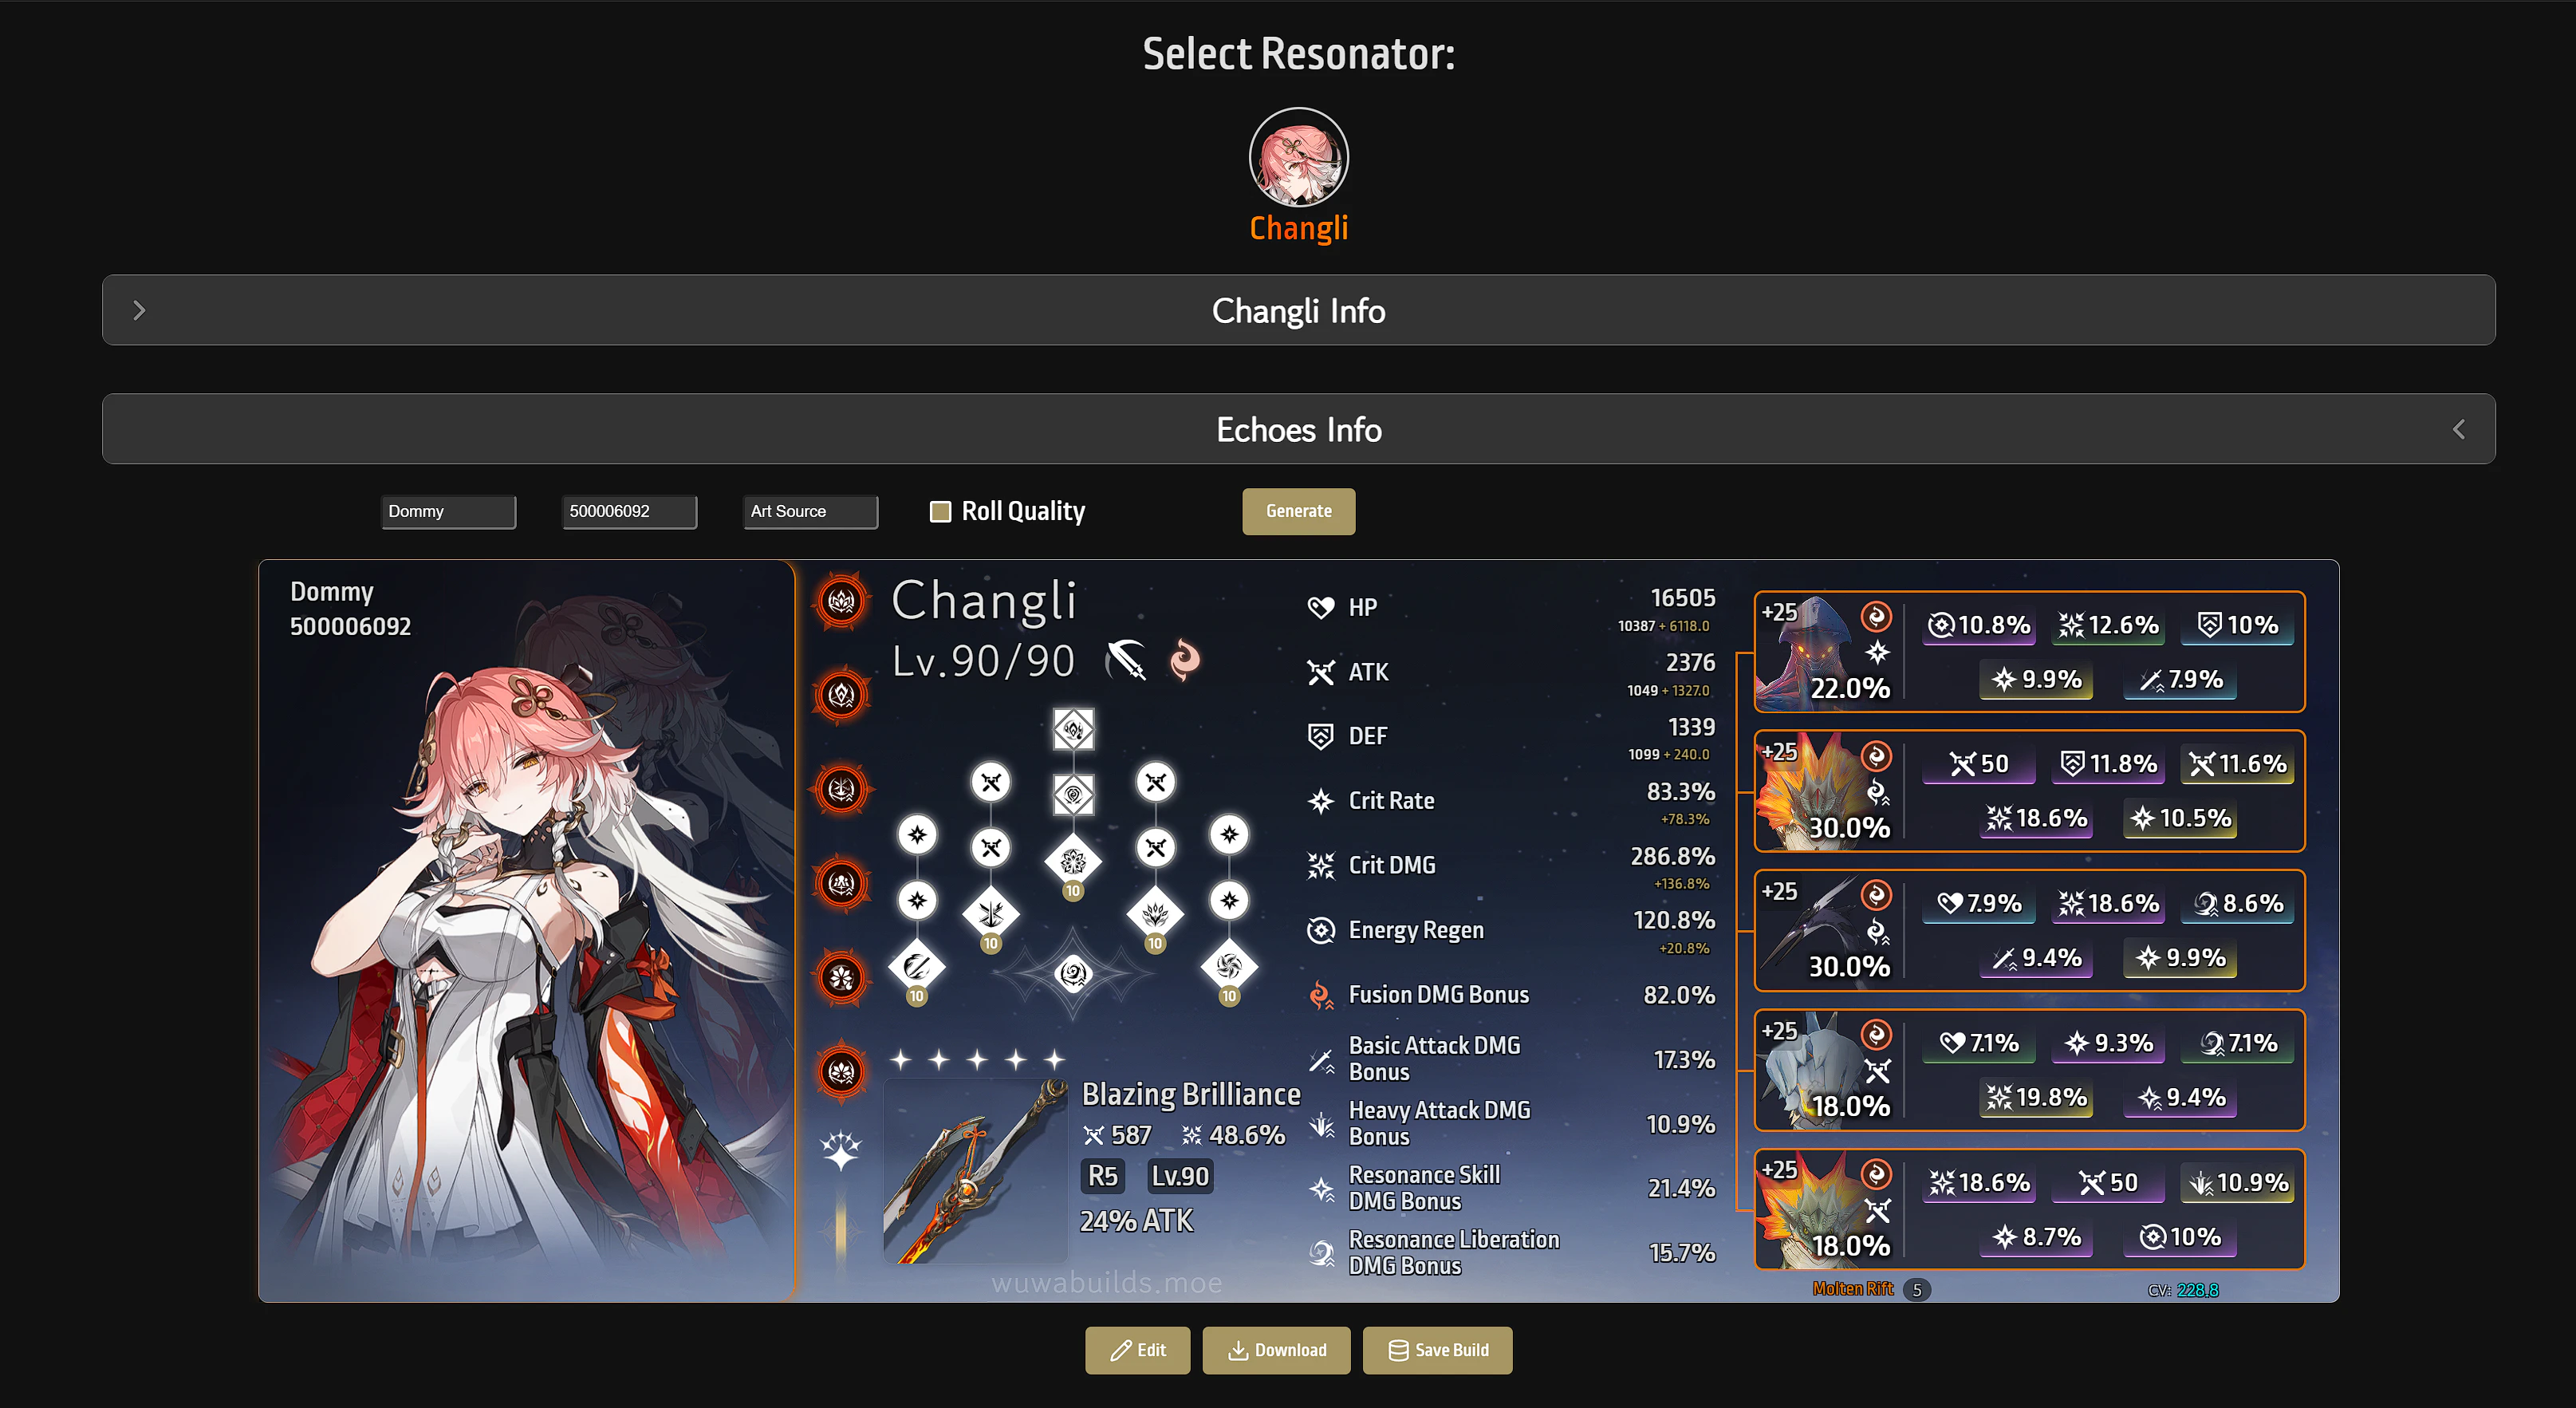 Select Resonator:
Changli
Changli Info
Echoes Info
Dommy
500006092
Art Source
Roll Quality
Generate
Dommy
500006092
Changli
Lv.90/90
10
10
10
10
10
Blazing Brilliance
587 48.6%
R5 Lv.90
24% ATK
wuwabuilds.moe
HP 16505
10387 + 6118.0
ATK 2376
1049 + 1327.0
DEF 1339
1099 + 240.0
Crit Rate 83.3%
+78.3%
Crit DMG 286.8%
+136.8%
Energy Regen 120.8%
+20.8%
Fusion DMG Bonus 82.0%
Basic Attack DMG
Bonus 17.3%
Heavy Attack DMG
Bonus 10.9%
Resonance Skill
DMG Bonus 21.4%
Resonance Liberation
DMG Bonus 15.7%
+25
22.0%
10.8% 12.6% 10%
9.9% 7.9%
+25
30.0%
50 11.8% 11.6%
18.6% 10.5%
+25
30.0%
7.9% 18.6% 8.6%
9.4% 9.9%
+25
18.0%
7.1% 9.3% 7.1%
19.8% 9.4%
+25
18.0%
18.6% 50 10.9%
8.7% 10%
Molten Rift 5
CV: 228.8
Edit
Download
Save Build